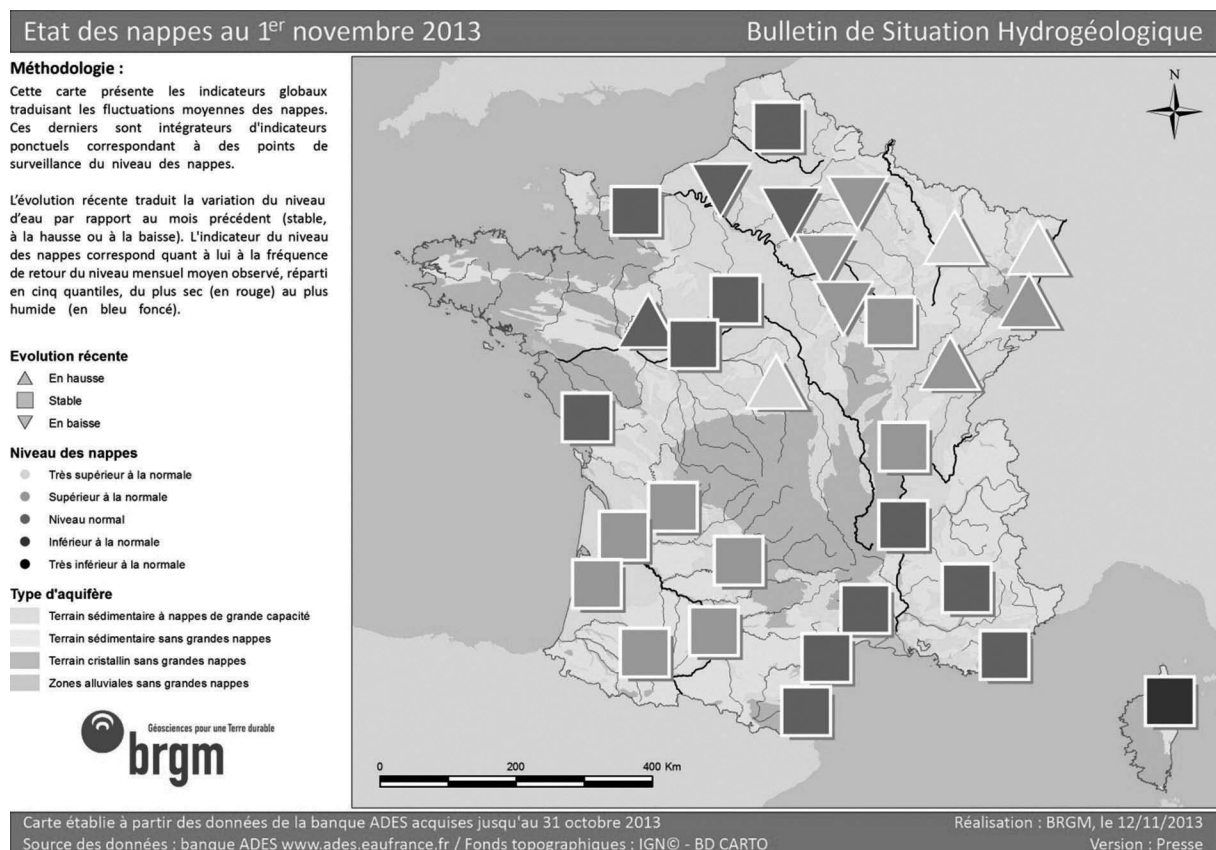 Etat des nappes au 1er novembre 2013
Bulletin de Situation Hydrogéologique
Méthodologie :
Cette carte présente les indicateurs globaux
traduisant les fluctuations moyennes des nappes.
Ces derniers sont intégrateurs d'indicateurs
ponctuels correspondant à des points de
surveillance du niveau des nappes.
L'évolution récente traduit la variation du niveau
d'eau par rapport au mois précédent (stable,
à la hausse ou à la baisse). L'indicateur du niveau
des nappes correspond quant à lui à la fréquence
de retour du niveau mensuel moyen observé, réparti
en cinq quantiles, du plus sec (en rouge) au plus
humide (en bleu foncé).
Evolution récente
En hausse
Stable
En baisse
Niveau des nappes
Très supérieur à la normale
Supérieur à la normale
Niveau normal
Inférieur à la normale
Très inférieur à la normale
Type d'aquifère
Terrain sédimentaire à nappes de grande capacité
Terrain sédimentaire sans grandes nappes
Terrain cristallin sans grandes nappes
Zones alluviales sans grandes nappes
Géosciences pour une Terre durable
brgm
N
0 200 400 Km
Carte établie à partir des données de la banque ADES acquises jusqu'au 31 octobre 2013
Source des données : banque ADES www.ades.eaufrance.fr / Fonds topographiques : IGN© - BD CARTO
Réalisation : BRGM, le 12/11/2013
Version : Presse